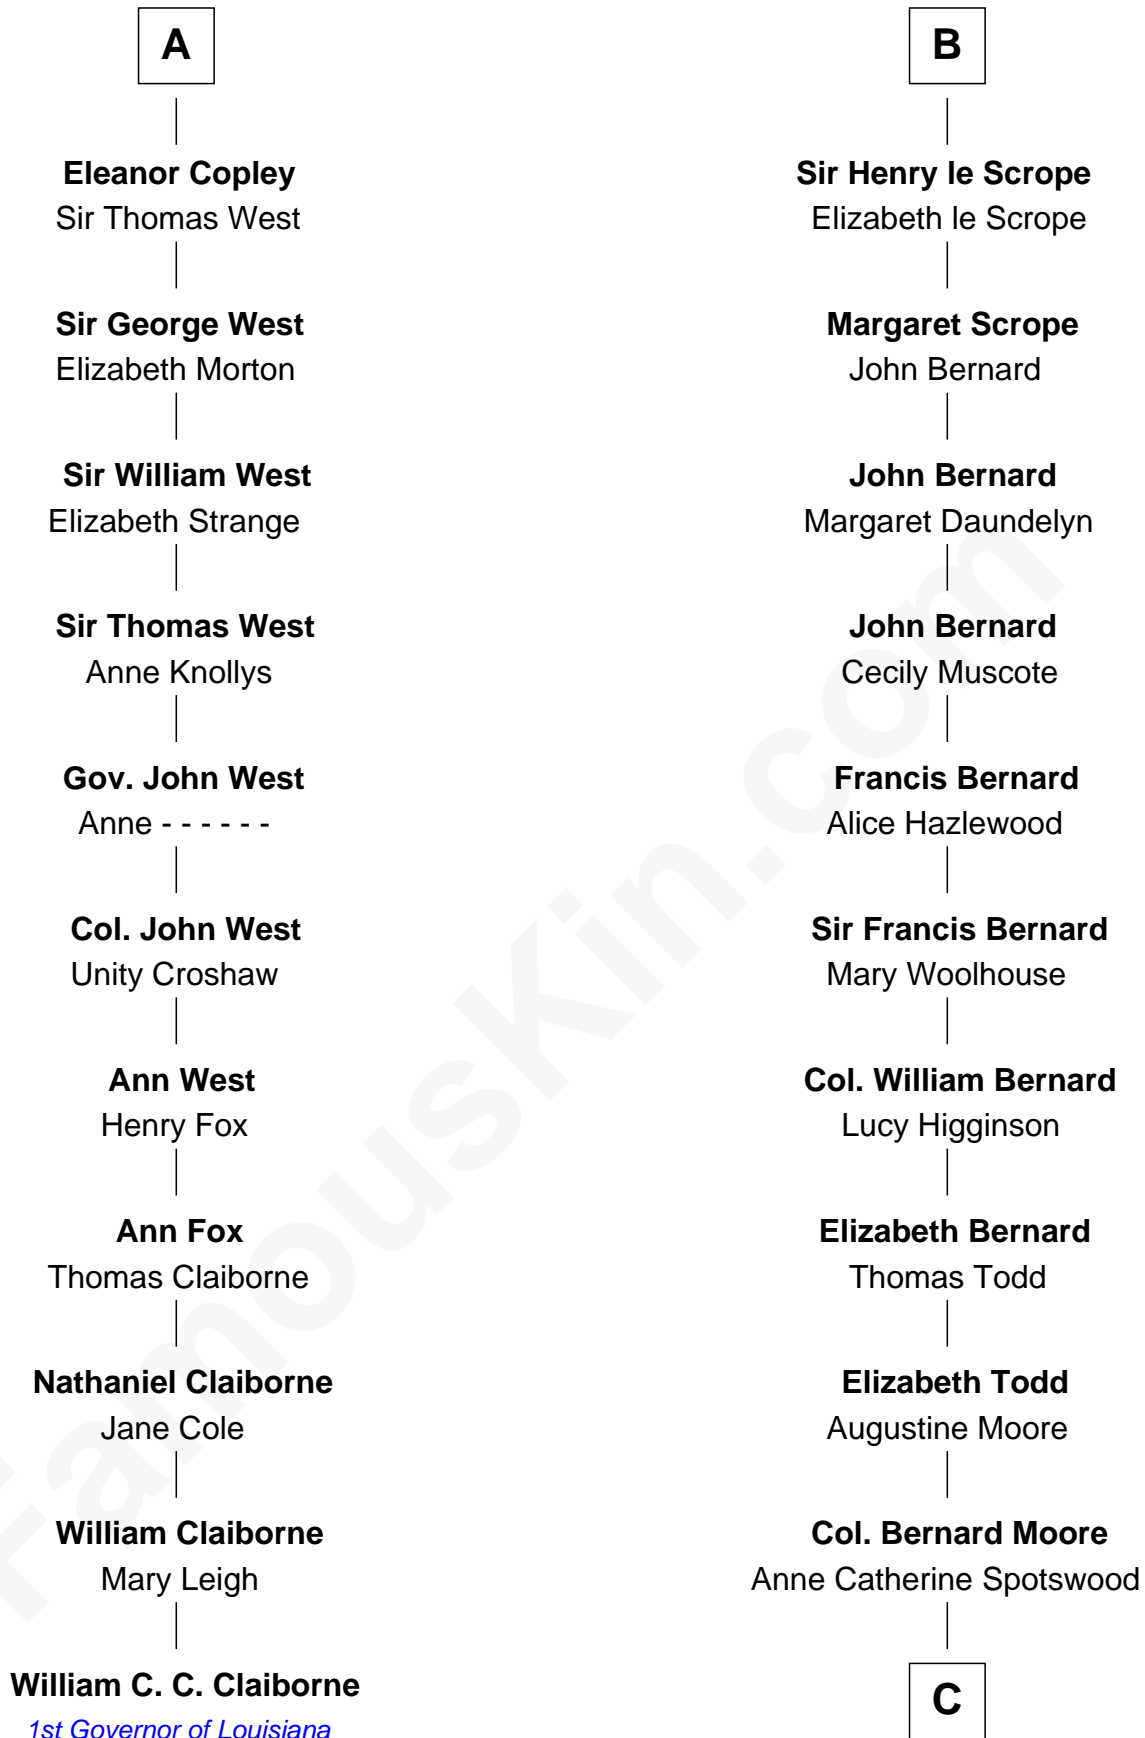 A
Eleanor Copley
Sir Thomas West
Sir George West
Elizabeth Morton
Sir William West
Elizabeth Strange
Sir Thomas West
Anne Knollys
Gov. John West
Anne - - - - - -
Col. John West
Unity Croshaw
Ann West
Henry Fox
Ann Fox
Thomas Claiborne
Nathaniel Claiborne
Jane Cole
William Claiborne
Mary Leigh
William C. C. Claiborne
1st Governor of Louisiana
B
Sir Henry le Scrope
Elizabeth le Scrope
Margaret Scrope
John Bernard
John Bernard
Margaret Daundelyn
John Bernard
Cecily Muscote
Francis Bernard
Alice Hazlewood
Sir Francis Bernard
Mary Woolhouse
Col. William Bernard
Lucy Higginson
Elizabeth Bernard
Thomas Todd
Elizabeth Todd
Augustine Moore
Col. Bernard Moore
Anne Catherine Spotswood
C
FamousKin.com